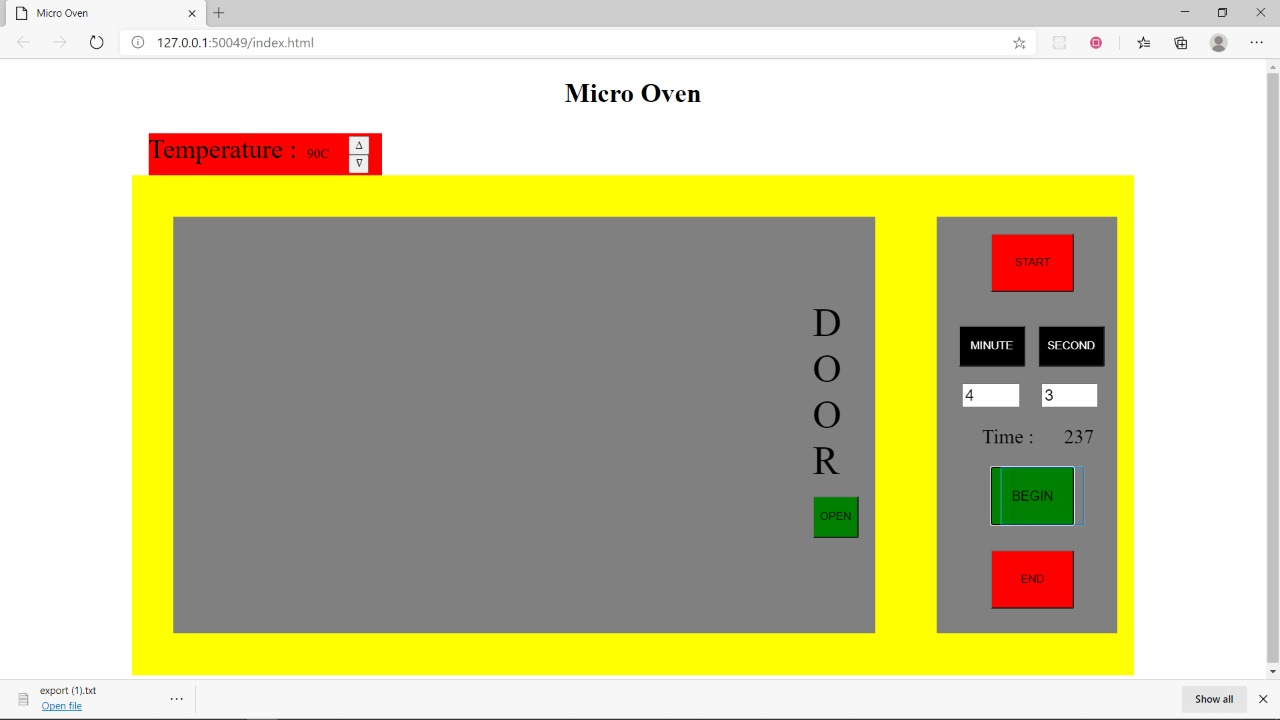 Micro Oven
127.0.0.1:50049/index.html
Micro Oven
Temperature : 90C
START
MINUTE SECOND
4 3
Time : 237
BEGIN
END
D
O
O
R
OPEN
export (1).txt
Open file
Show all